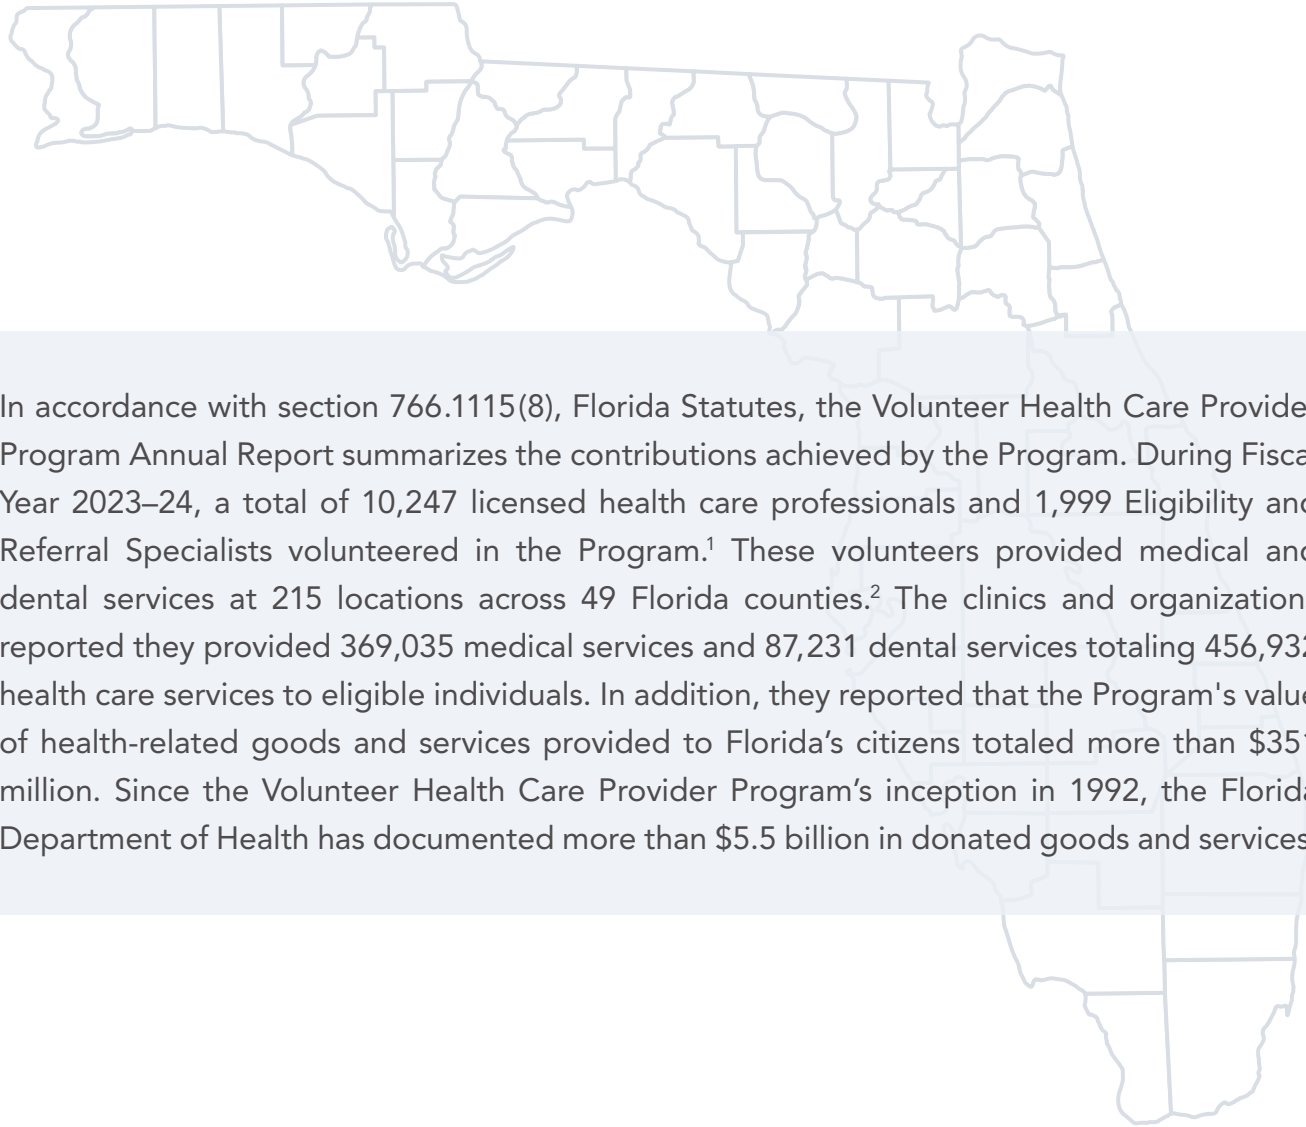 In accordance with section 766.1115(8), Florida Statutes, the Volunteer Health Care Provide
Program Annual Report summarizes the contributions achieved by the Program. During Fisca
Year 2023–24, a total of 10,247 licensed health care professionals and 1,999 Eligibility and
Referral Specialists volunteered in the Program.¹ These volunteers provided medical and
dental services at 215 locations across 49 Florida counties.² The clinics and organization
reported they provided 369,035 medical services and 87,231 dental services totaling 456,932
health care services to eligible individuals. In addition, they reported that the Program's value
of health-related goods and services provided to Florida’s citizens totaled more than $351
million. Since the Volunteer Health Care Provider Program’s inception in 1992, the Florida
Department of Health has documented more than $5.5 billion in donated goods and services